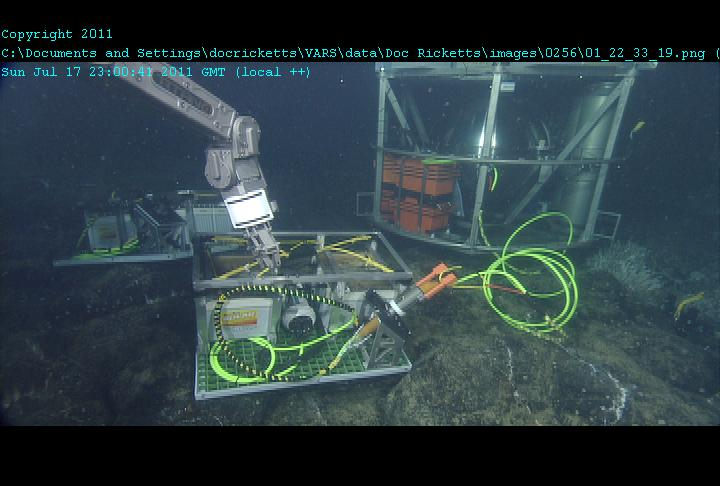 Copyright 2011
C:\Documents and Settings\docricketts\VARS\data\Doc Ricketts\images\0256\01_22_33_19.png (
Sun Jul 17 23:00:41 2011 GMT (local ++)